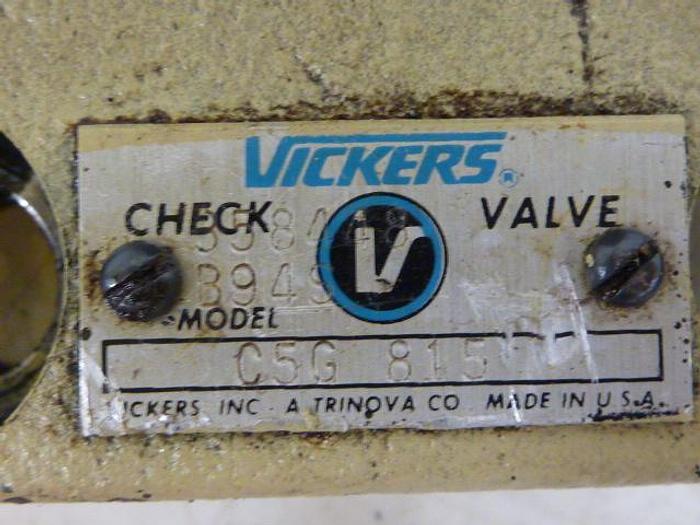 VICKERS®
CHECK VALVE
V
MODEL
C5G 815
VICKERS INC - A TRINOVA CO MADE IN U.S.A.